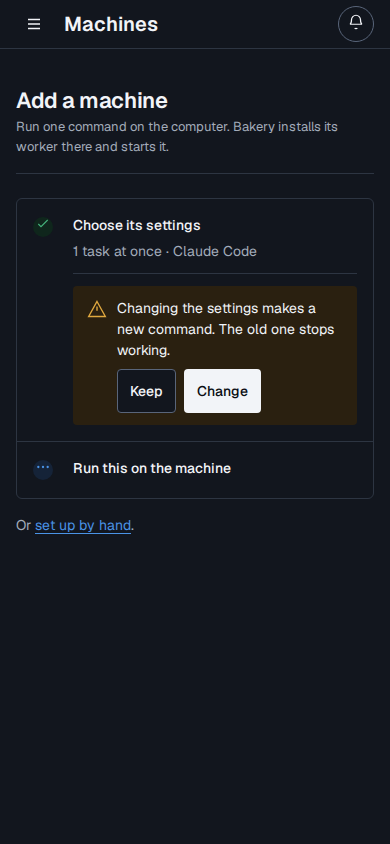 Machines
Add a machine
Run one command on the computer. Bakery installs its
worker there and starts it.
Choose its settings
1 task at once · Claude Code
Changing the settings makes a
new command. The old one stops
working.
Keep
Change
Run this on the machine
Or set up by hand.